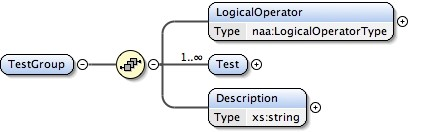 LogicalOperator
Type naa:LogicalOperatorType
1..∞
TestGroup
Test
Description
Type xs:string